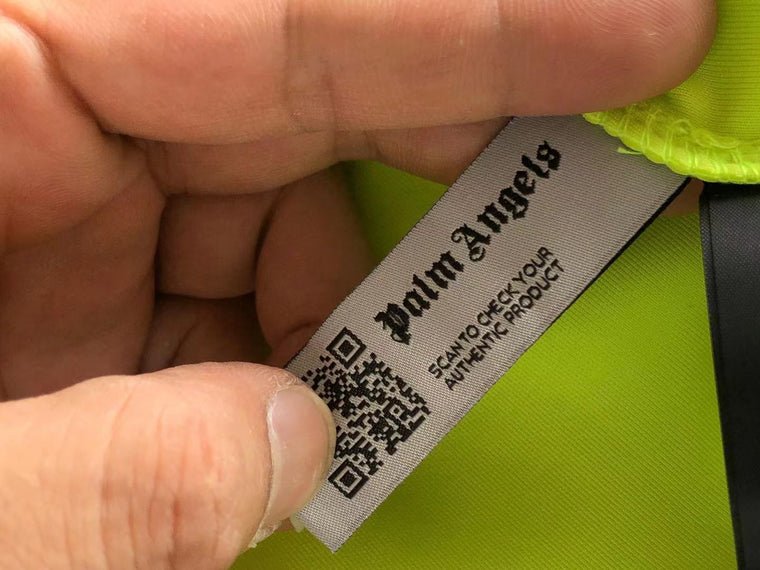 Palm Angels
SCAN TO CHECK YOUR
AUTHENTIC PRODUCT